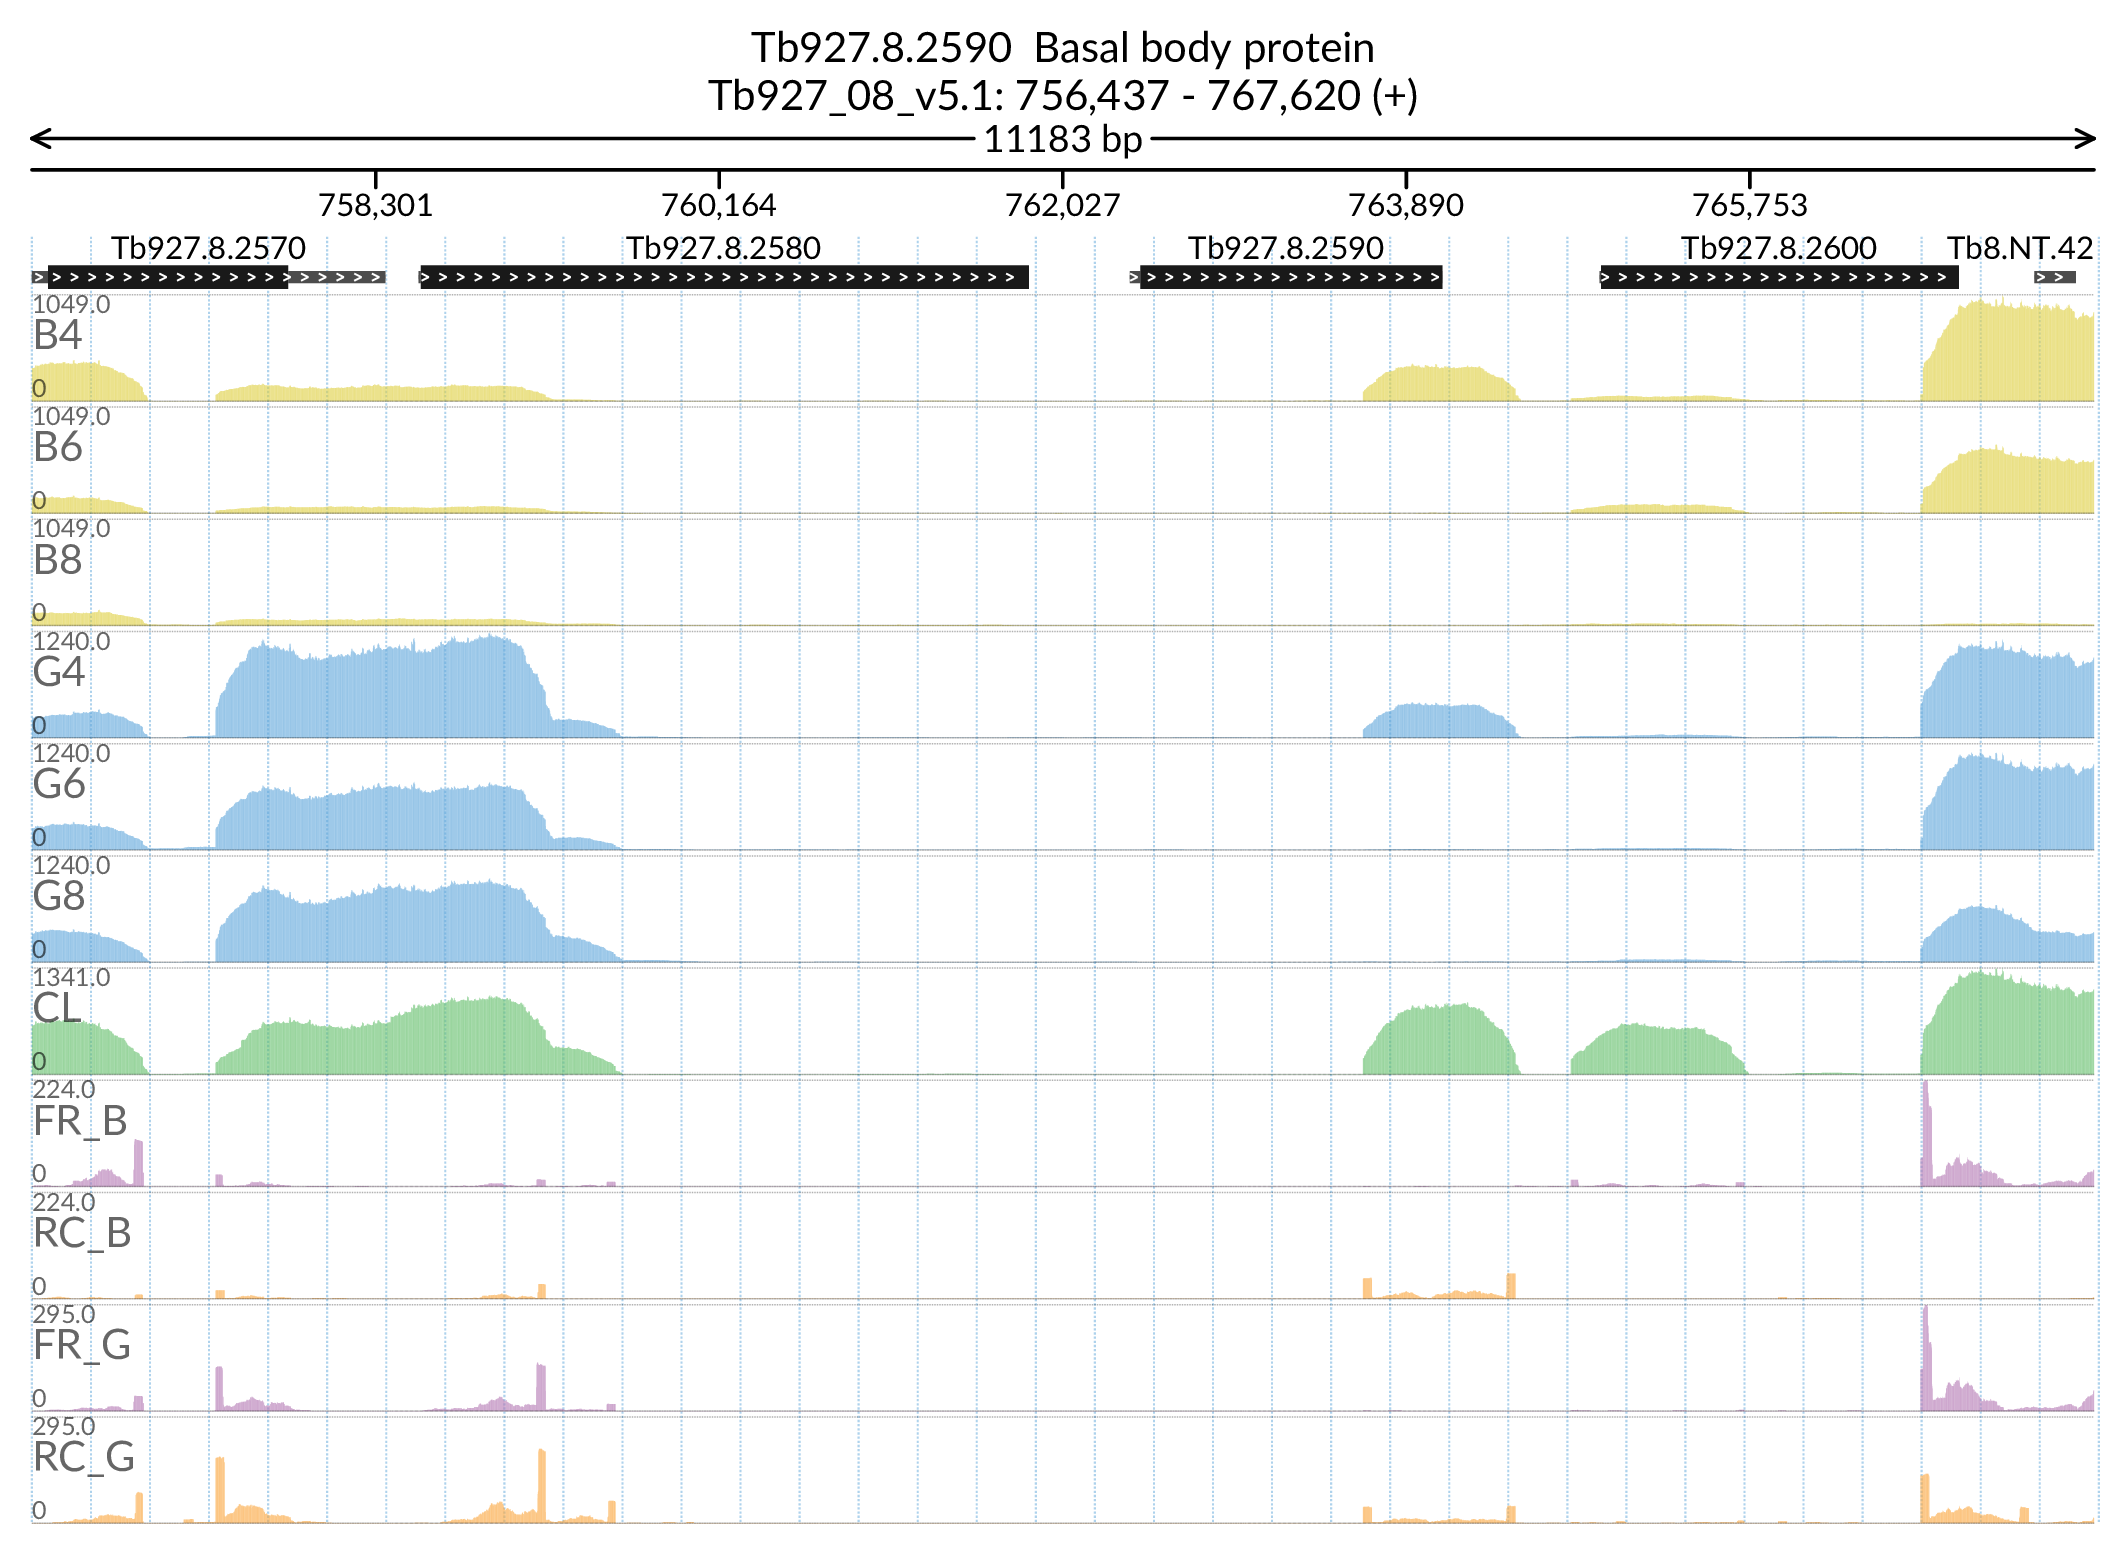 Tb927.8.2590 Basal body protein
Tb927_08_v5.1: 756,437 - 767,620 (+)
11183 bp
758,301 760,164 762,027 763,890 765,753
Tb927.8.2570 Tb927.8.2580 Tb927.8.2590 Tb927.8.2600 Tb8.NT.42
1049.0
B4
0
1049.0
B6
0
1049.0
B8
0
1240.0
G4
0
1240.0
G6
0
1240.0
G8
0
1341.0
CL
0
224.0
FR_B
0
224.0
RC_B
0
295.0
FR_G
0
295.0
RC_G
0